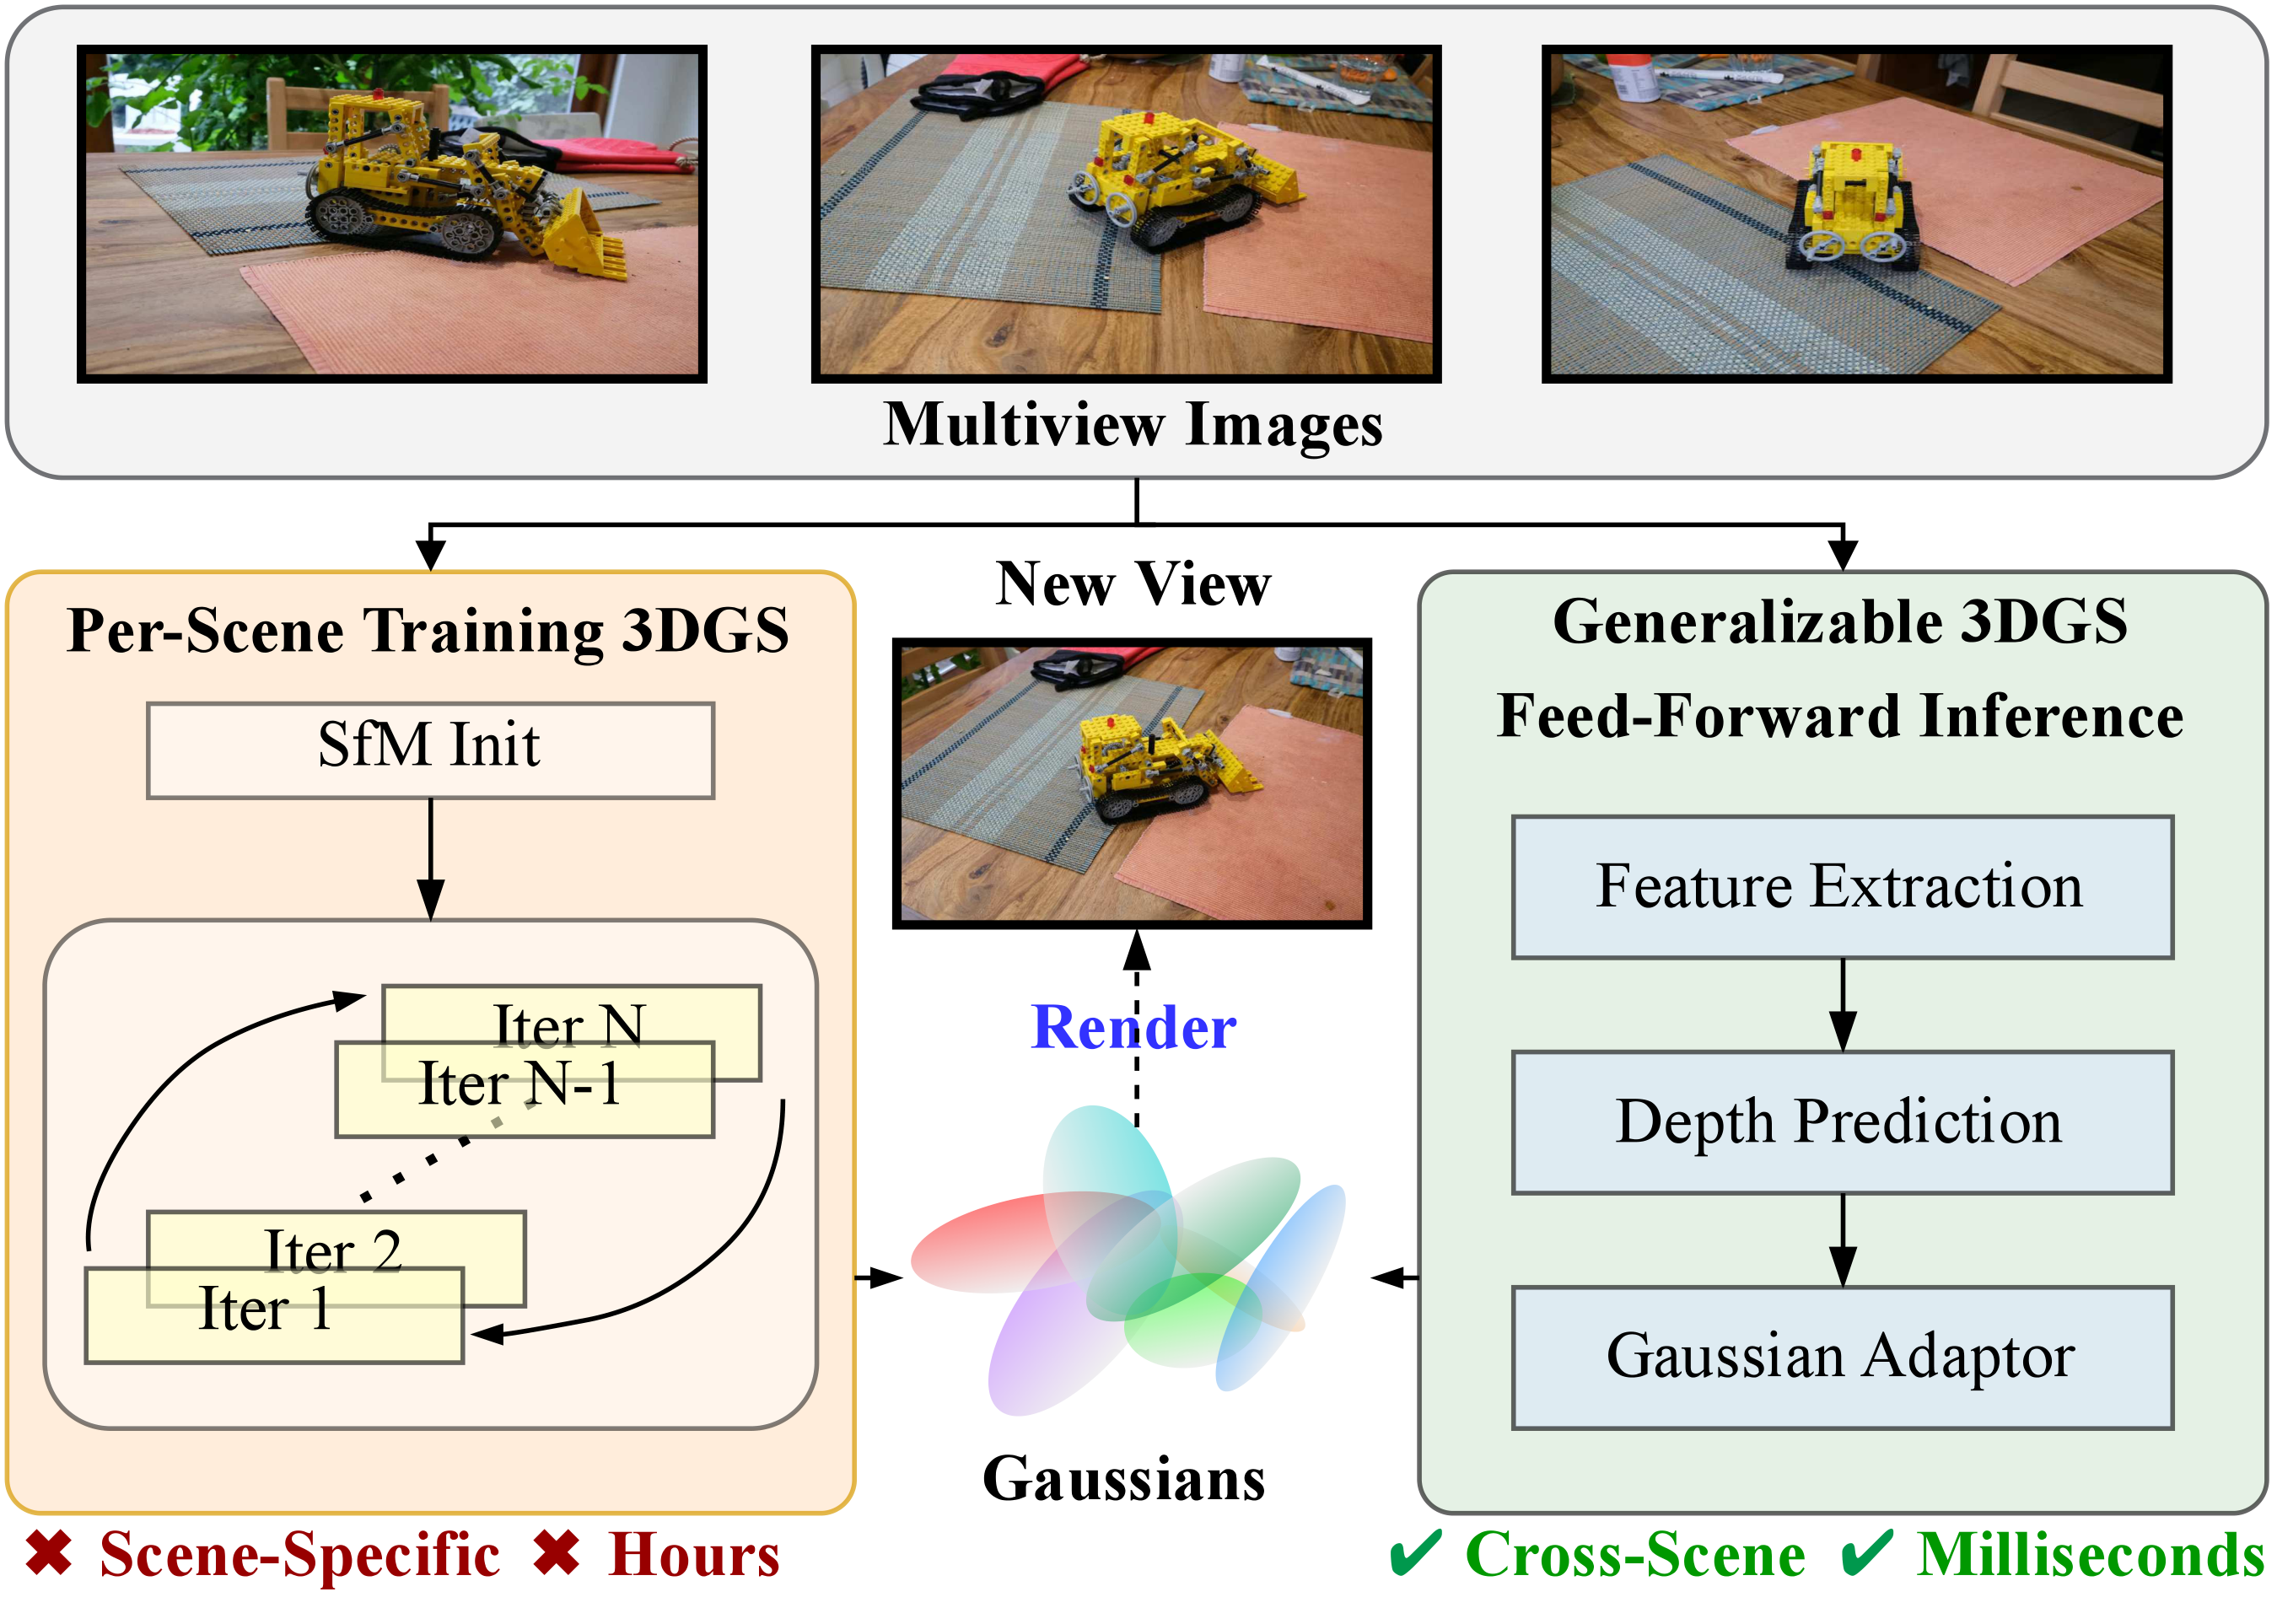 Multiview Images
Per-Scene Training 3DGS
SfM Init
Iter N
Iter N-1
Iter 2
Iter 1
New View
Render
Gaussians
Generalizable 3DGS
Feed-Forward Inference
Feature Extraction
Depth Prediction
Gaussian Adaptor
✖ Scene-Specific ✖ Hours
✔ Cross-Scene ✔ Milliseconds